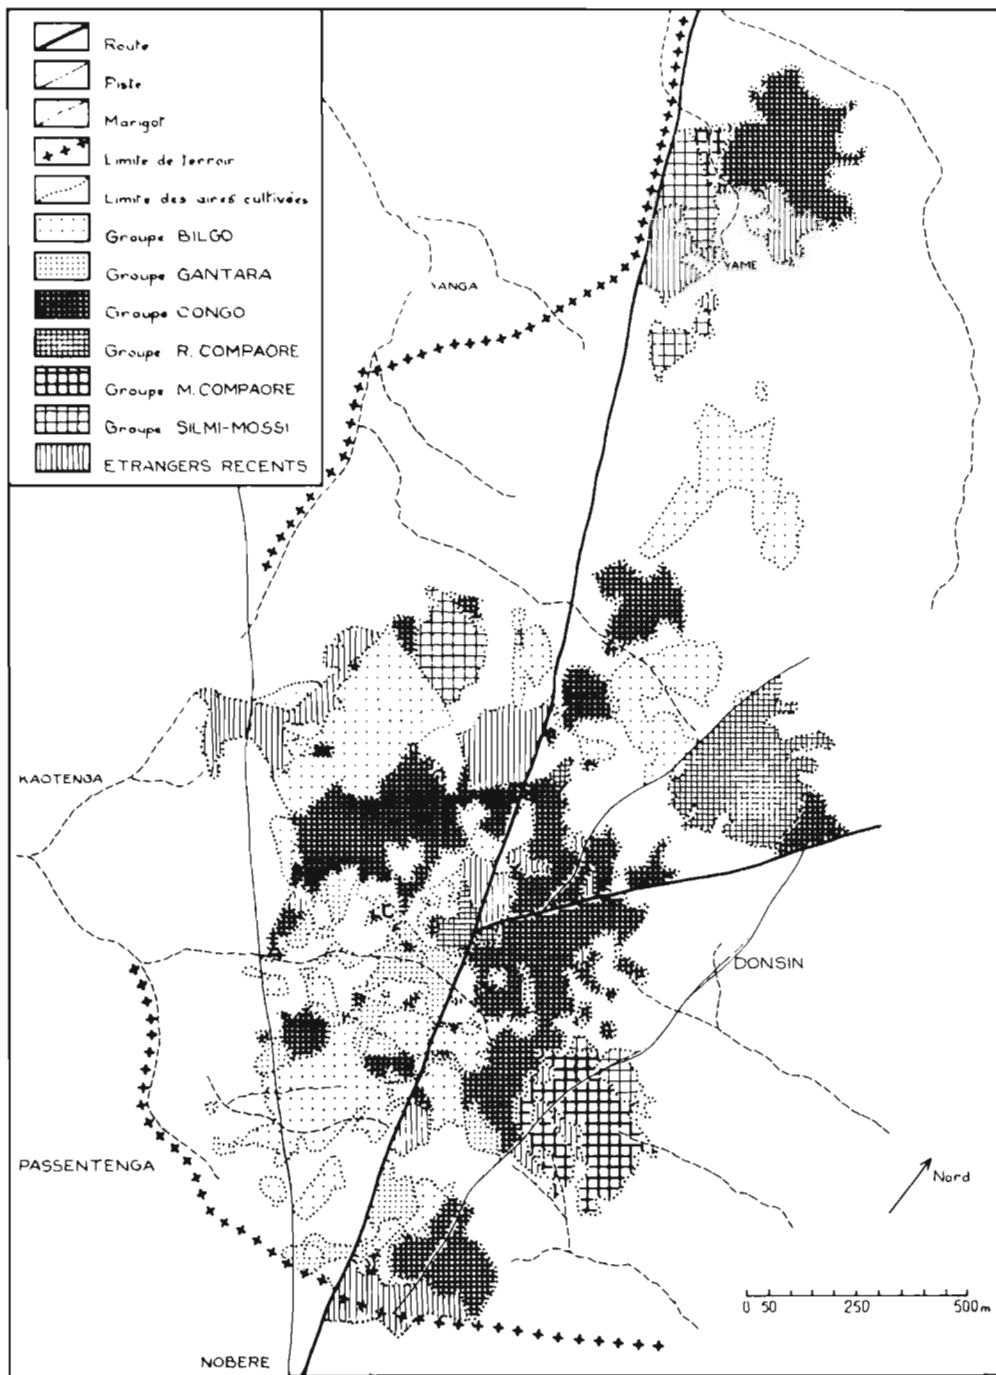 Route
Piste
Marigot
Limite de terroir
Limite des aires cultivées
Groupe BILGO
Groupe GANTARA
Groupe CONGO
Groupe R. COMPAORE
Groupe M. COMPAORE
Groupe SILMI-MOSSI
ETRANGERS RECENTS
YAME
KAOTENGA
DONSIN
PASSENTENGA
Nord
0 50 250 500 m
NOBERE